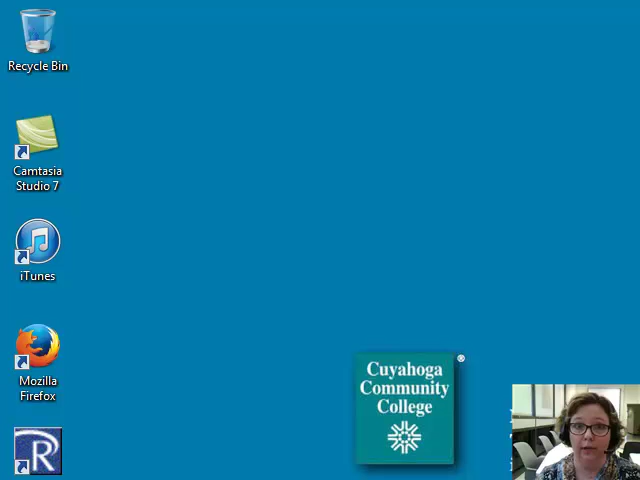 Recycle Bin
Camtasia
Studio 7
iTunes
Mozilla
Firefox
R
Cuyahoga
Community
College
®